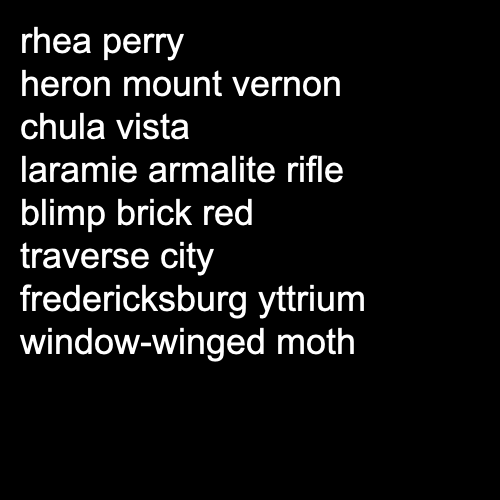 rhea perry
heron mount vernon
chula vista
laramie armalite rifle
blimp brick red
traverse city
fredericksburg yttrium
window-winged moth